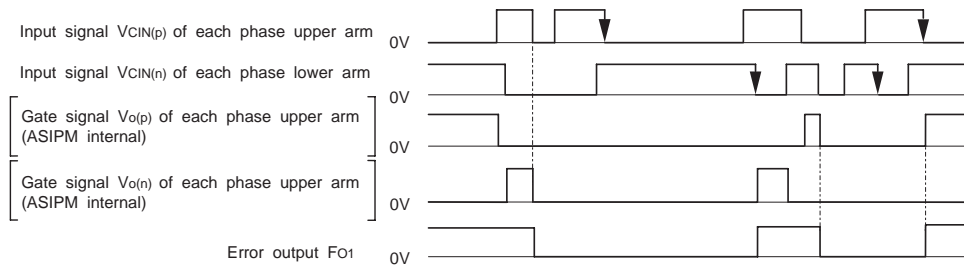 Input signal VCIN(p) of each phase upper arm
0V
Input signal VCIN(n) of each phase lower arm
0V
Gate signal Vo(p) of each phase upper arm
(ASIPM internal)
0V
Gate signal Vo(n) of each phase upper arm
(ASIPM internal)
0V
Error output FO1
0V